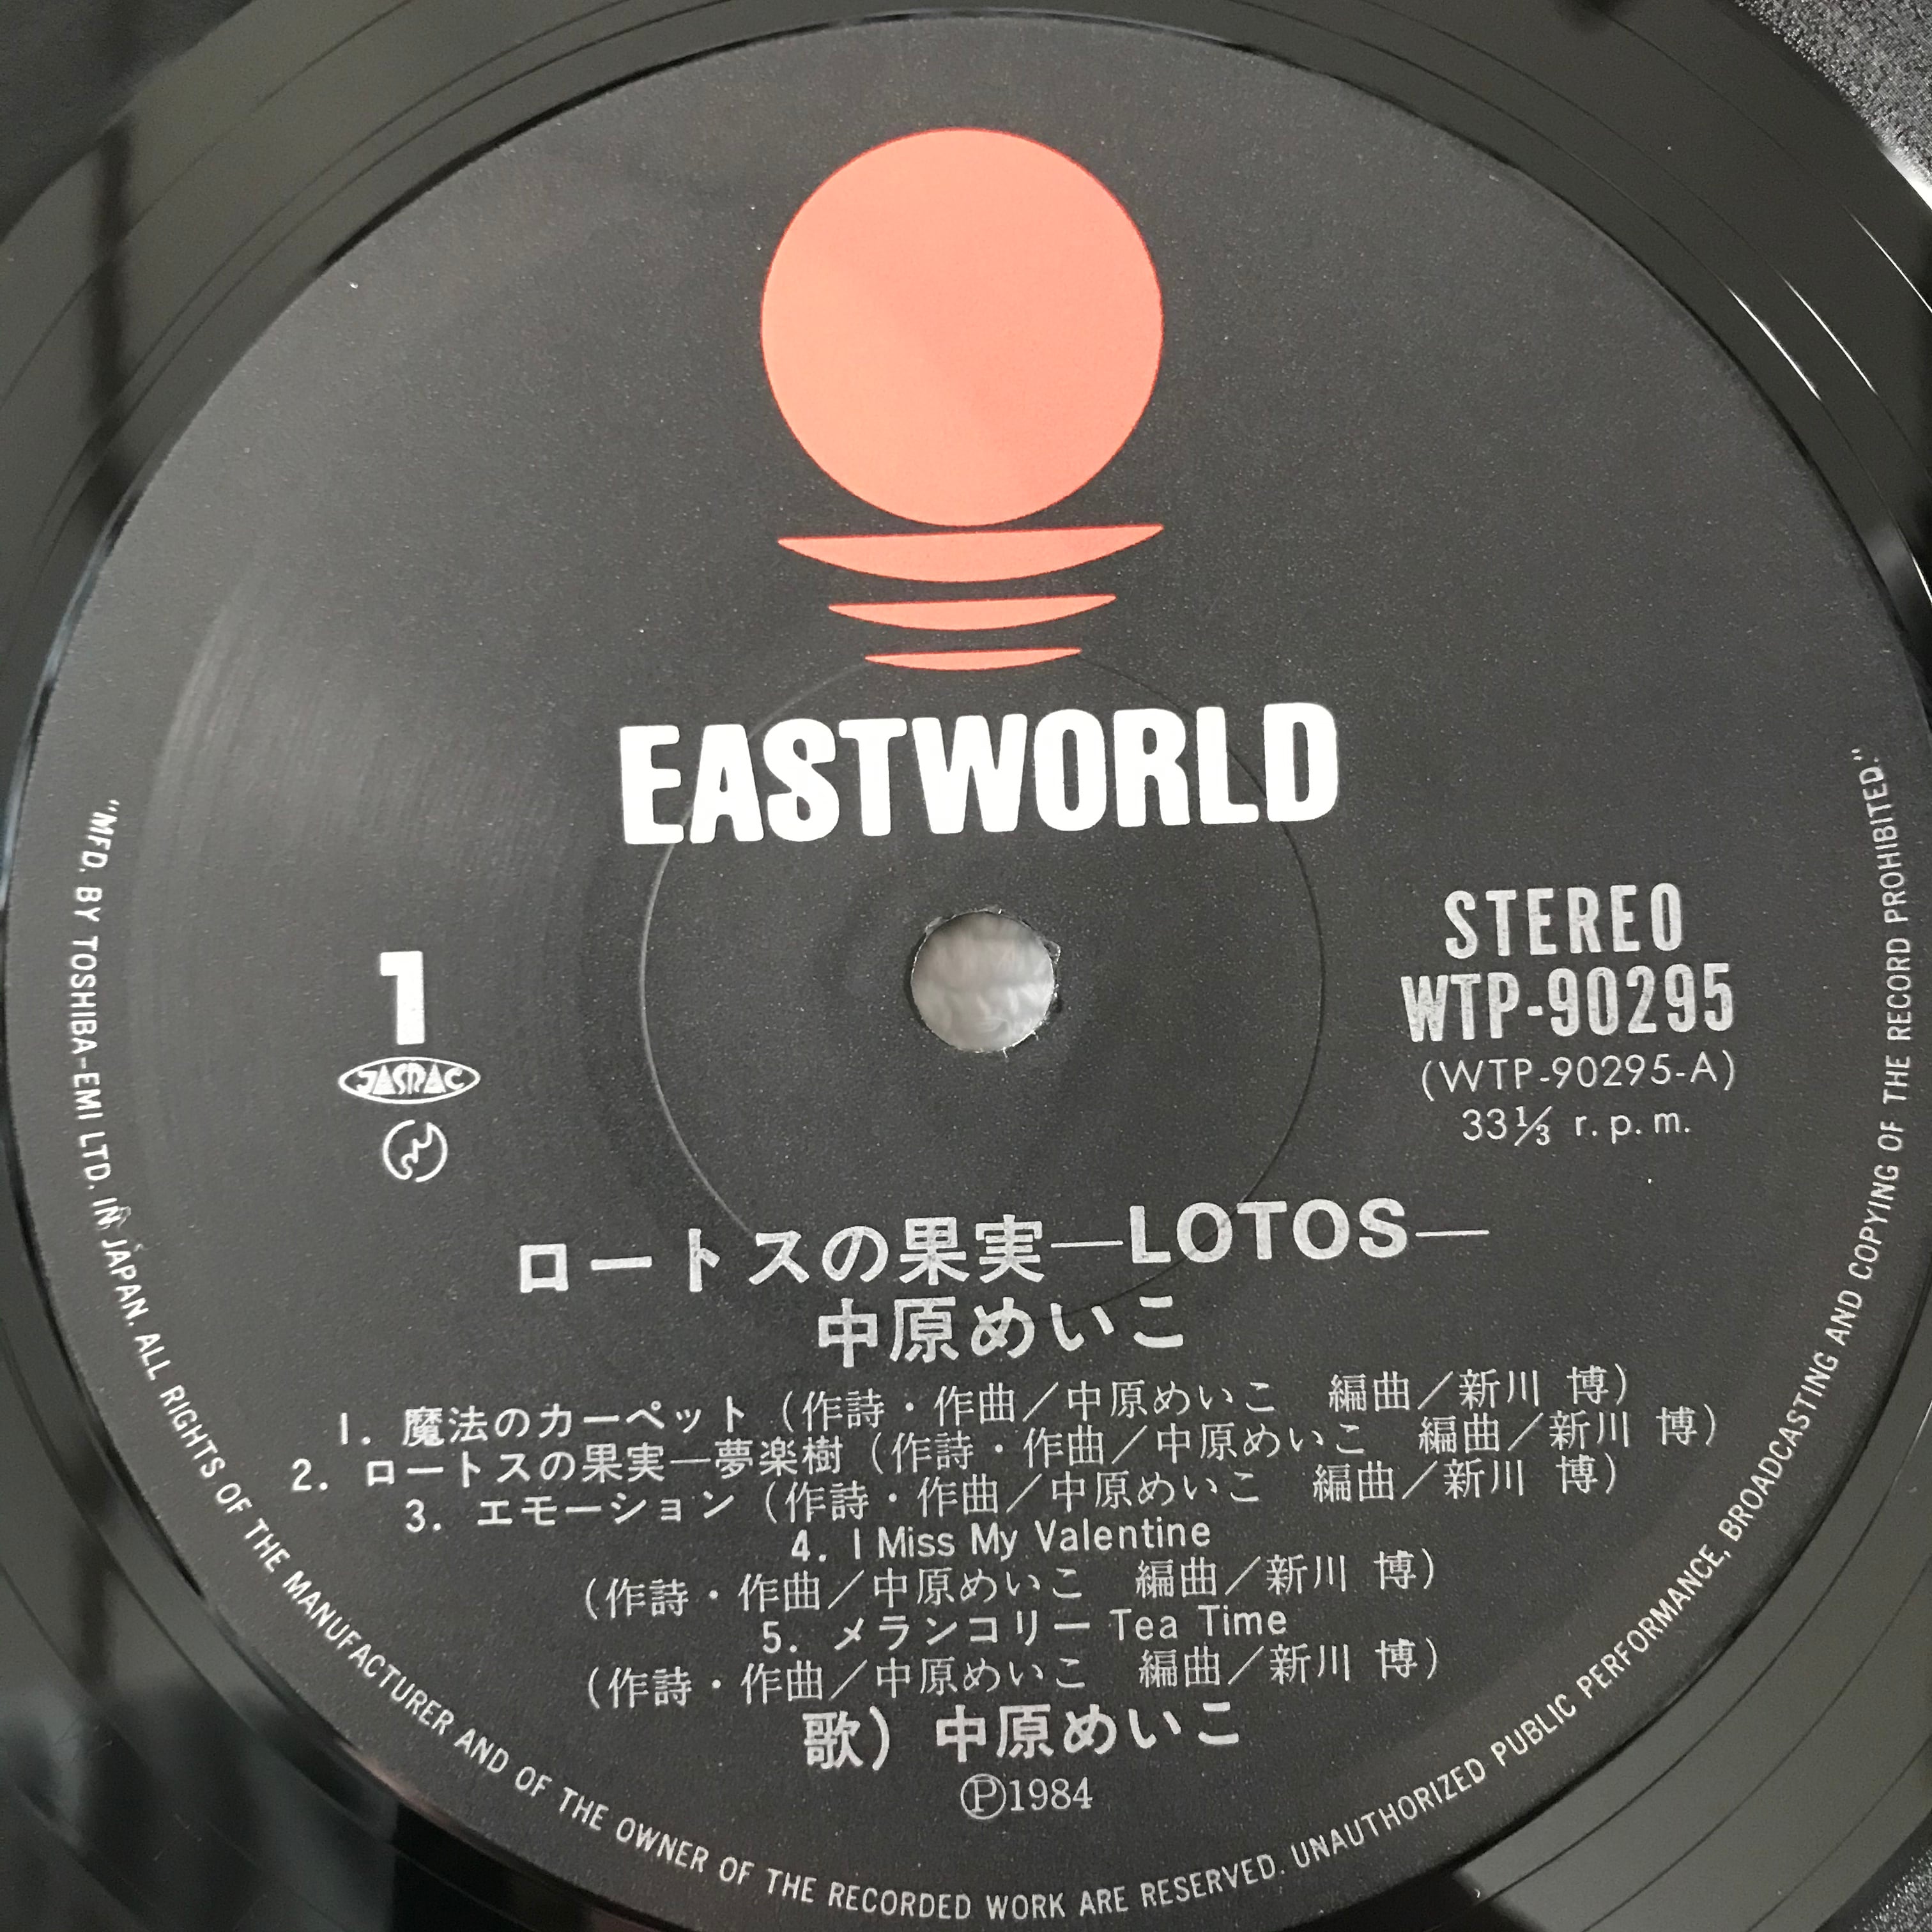 EASTWORLD
1
JASRAC
STEREO
WTP-90295
(WTP-90295-A)
33⅓ r.p.m.
ロートスの果実—LOTOS—
中原めいこ
1. 魔法のカーペット（作詩・作曲／中原めいこ　編曲／新川 博）
2. ロートスの果実—夢楽樹（作詩・作曲／中原めいこ　編曲／新川 博）
3. エモーション（作詩・作曲／中原めいこ　編曲／新川 博）
4. I Miss My Valentine
（作詩・作曲／中原めいこ　編曲／新川 博）
5. メランコリー Tea Time
（作詩・作曲／中原めいこ　編曲／新川 博）
歌）中原めいこ
Ⓟ1984
"MFD. BY TOSHIBA-EMI LTD. IN JAPAN. ALL RIGHTS OF THE MANUFACTURER AND OF THE OWNER OF THE RECORDED WORK ARE RESERVED. UNAUTHORIZED PUBLIC PERFORMANCE, BROADCASTING AND COPYING OF THE RECORD PROHIBITED."